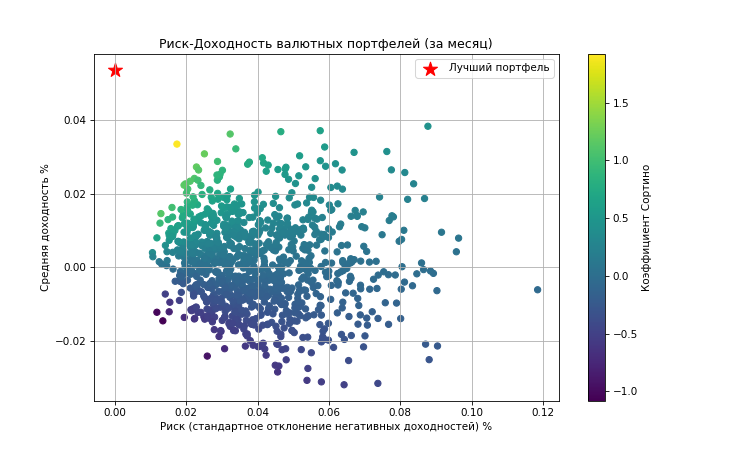 Риск-Доходность валютных портфелей (за месяц)
Лучший портфель
Средняя доходность %
0.04
0.02
0.00
−0.02
0.00 0.02 0.04 0.06 0.08 0.10 0.12
Риск (стандартное отклонение негативных доходностей) %
1.5
1.0
0.5
0.0
−0.5
−1.0
Коэффициент Сортино